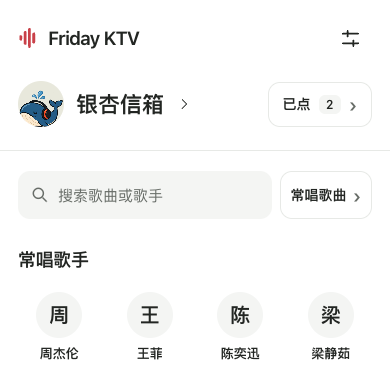 Friday KTV
银杏信箱
已点 2
搜索歌曲或歌手
常唱歌曲
常唱歌手
周 王 陈 梁
周杰伦 王菲 陈奕迅 梁静茹